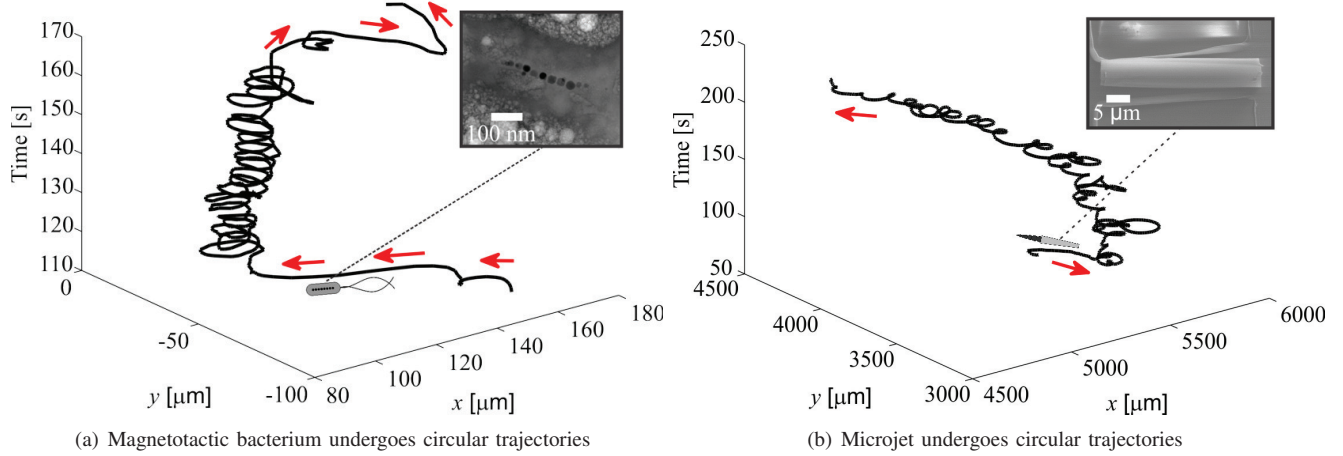 170
160
150
140
130
120
110
Time [s]
0
-50
-100
y [μm]
80
100
120
140
160
180
x [μm]
100 nm
(a) Magnetotactic bacterium undergoes circular trajectories
250
200
150
100
50
Time [s]
4500
4000
3500
3000
y [μm]
4500
5000
5500
6000
x [μm]
5 μm
(b) Microjet undergoes circular trajectories